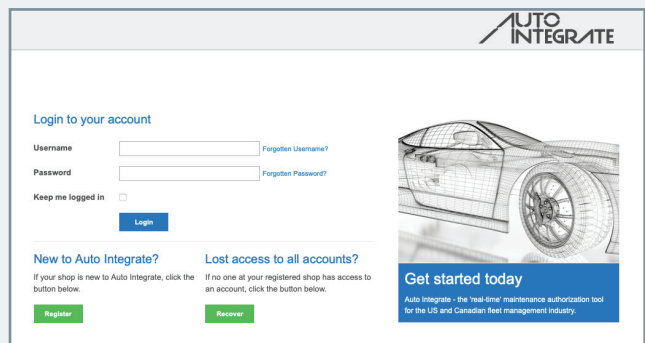 AUTO
INTEGRATE
Login to your account
Username
Forgotten Username?
Password
Forgotten Password?
Keep me logged in
Login
New to Auto Integrate?
If your shop is new to Auto Integrate, click the
button below.
Register
Lost access to all accounts?
If no one at your registered shop has access to
an account, click the button below.
Recover
Get started today
Auto Integrate - the 'real-time' maintenance authorization tool
for the US and Canadian fleet management industry.